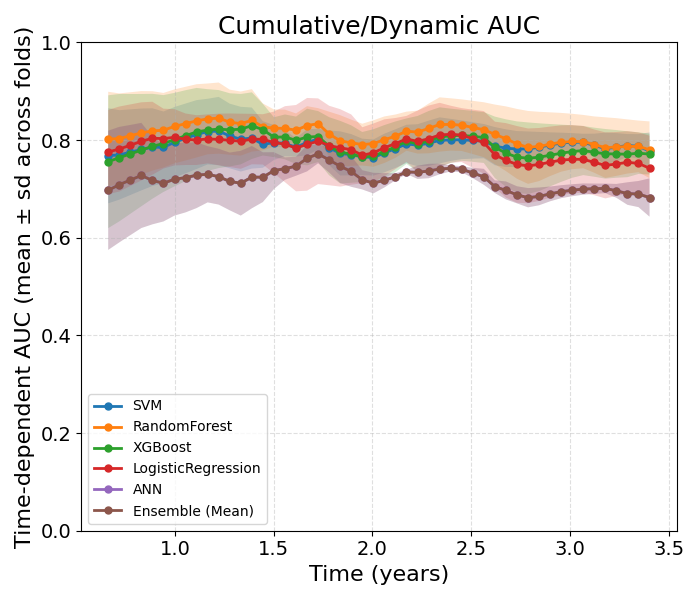 Cumulative/Dynamic AUC
Time-dependent AUC (mean ± sd across folds)
1.0
0.8
0.6
0.4
0.2
0.0
SVM
RandomForest
XGBoost
LogisticRegression
ANN
Ensemble (Mean)
1.0 1.5 2.0 2.5 3.0 3.5
Time (years)